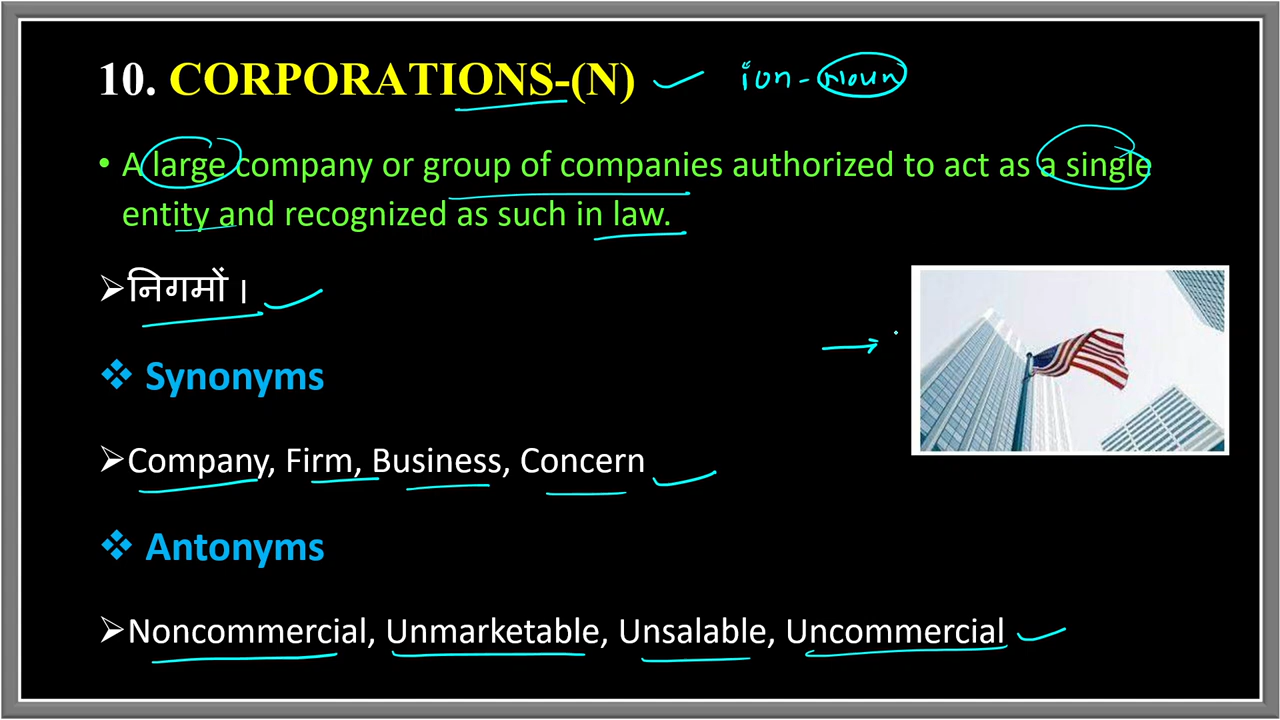 10. CORPORATIONS-(N) ion - noun
• A large company or group of companies authorized to act as a single
entity and recognized as such in law.
➢निगमों ।
❖ Synonyms
➢Company, Firm, Business, Concern
❖ Antonyms
➢Noncommercial, Unmarketable, Unsalable, Uncommercial